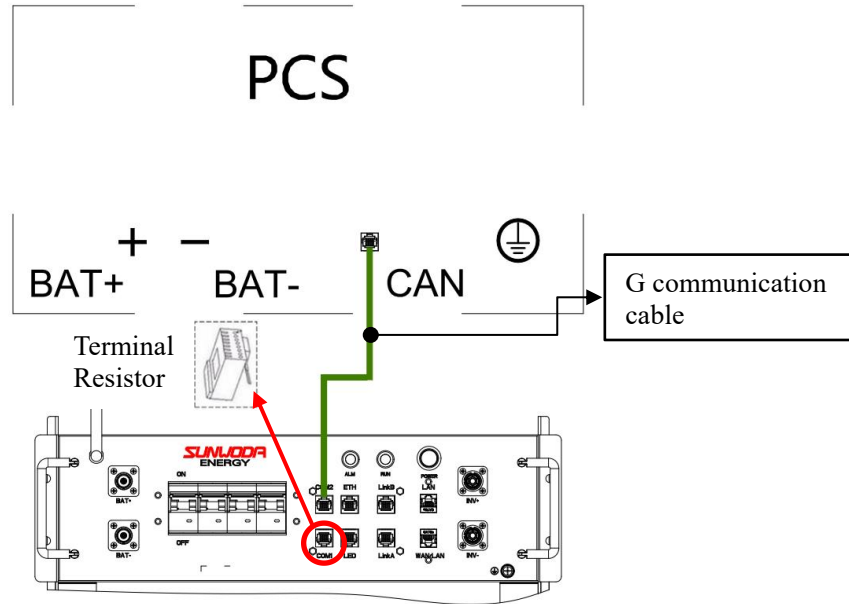 PCS
+ −
BAT+ BAT- CAN
G communication
cable
Terminal
Resistor
SUNWODA
ENERGY
ON
ALM RUN POWER
COM2 ETH LinkB LAN
BAT+ INV+
OFF
COM1 LED LinkA WAN/LAN
BAT- INV-